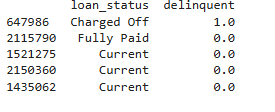 loan_status delinquent
647986 Charged Off 1.0
2115790 Fully Paid 0.0
1521275 Current 0.0
2150360 Current 0.0
1435062 Current 0.0